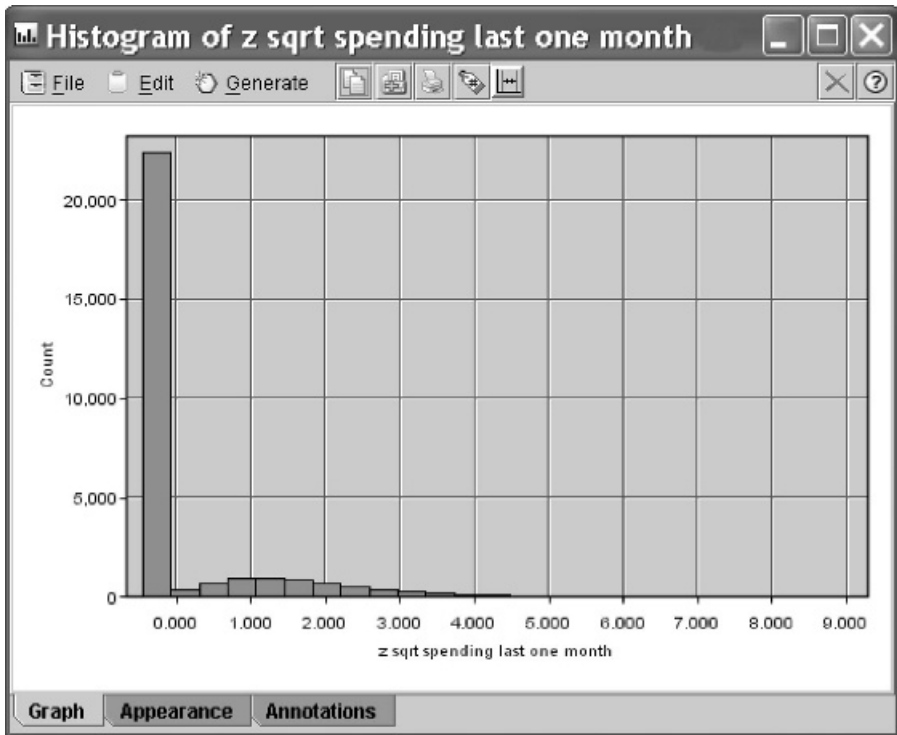 Histogram of z sqrt spending last one month
File Edit Generate
20,000
15,000
10,000
5,000
0
Count
0.000 1.000 2.000 3.000 4.000 5.000 6.000 7.000 8.000 9.000
z sqrt spending last one month
Graph Appearance Annotations